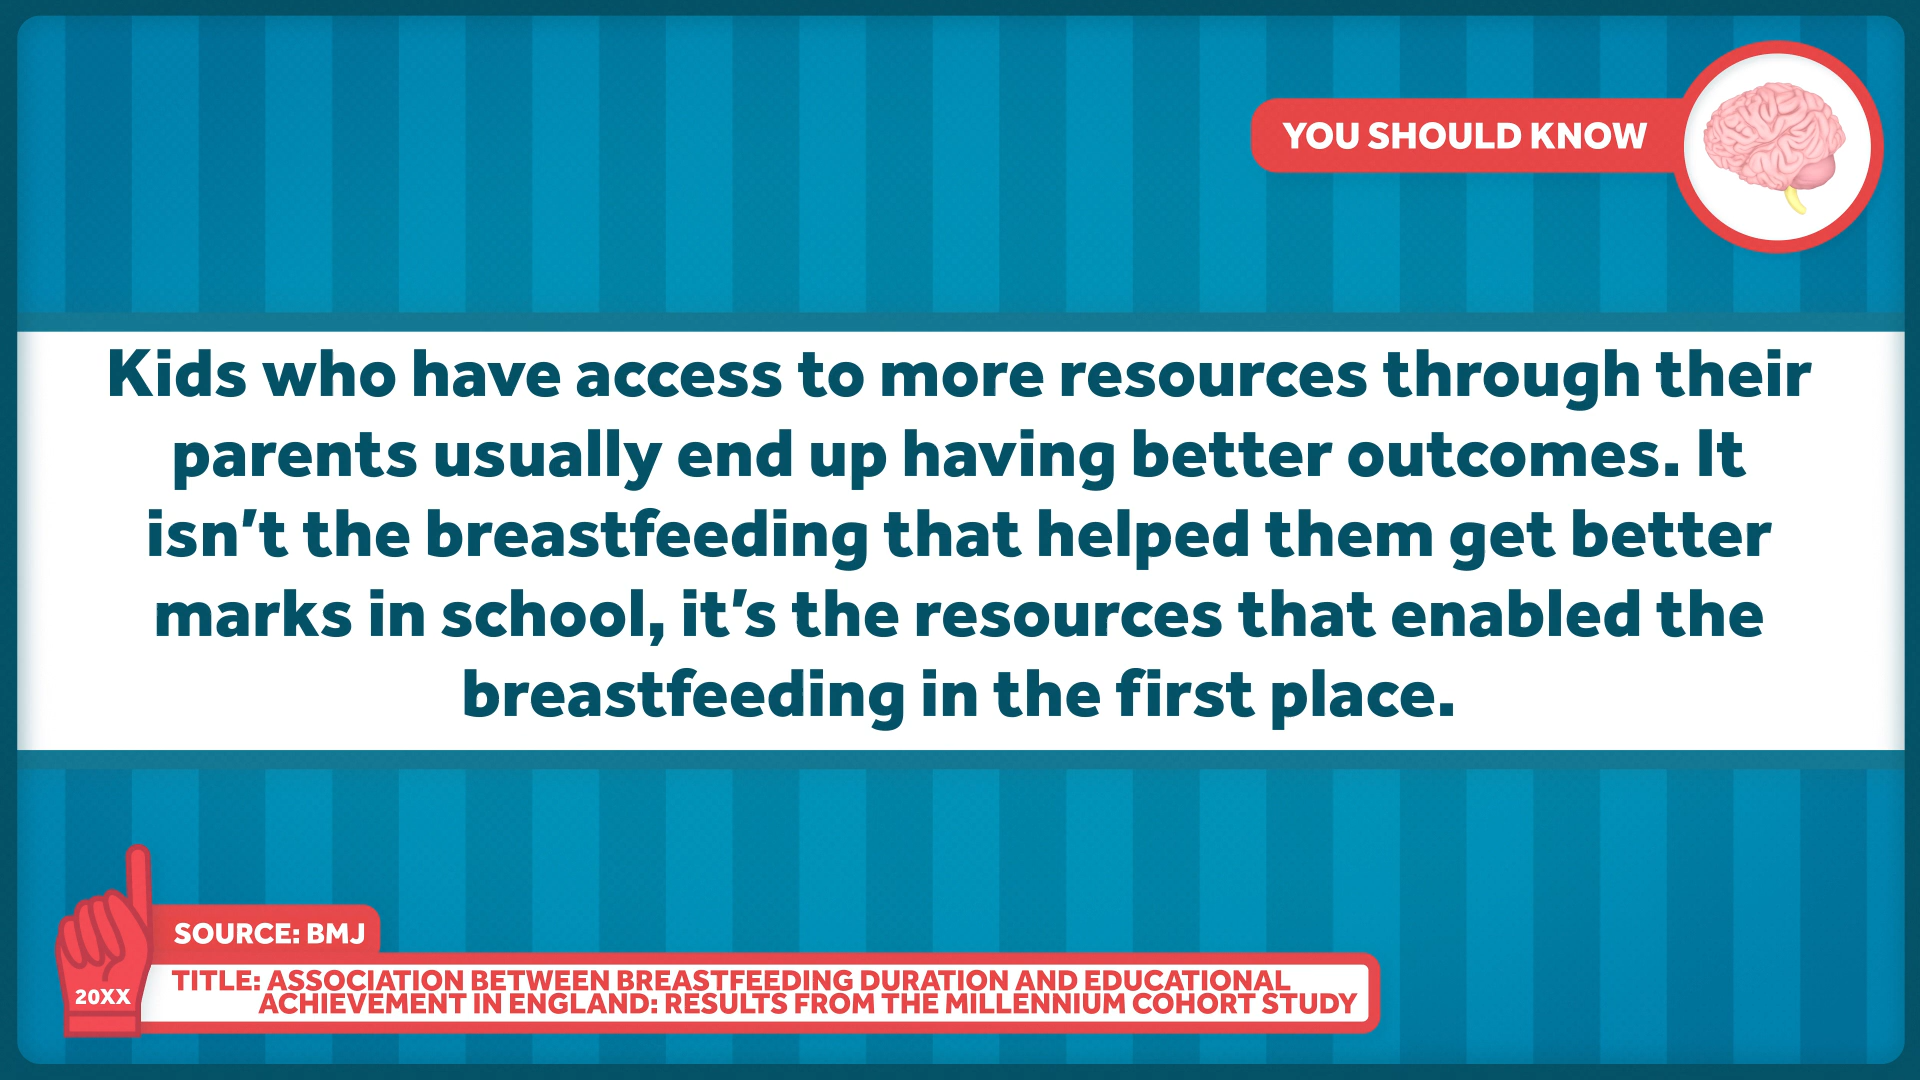 YOU SHOULD KNOW
Kids who have access to more resources through their
parents usually end up having better outcomes. It
isn’t the breastfeeding that helped them get better
marks in school, it’s the resources that enabled the
breastfeeding in the first place.
SOURCE: BMJ
TITLE: ASSOCIATION BETWEEN BREASTFEEDING DURATION AND EDUCATIONAL
ACHIEVEMENT IN ENGLAND: RESULTS FROM THE MILLENNIUM COHORT STUDY
20XX